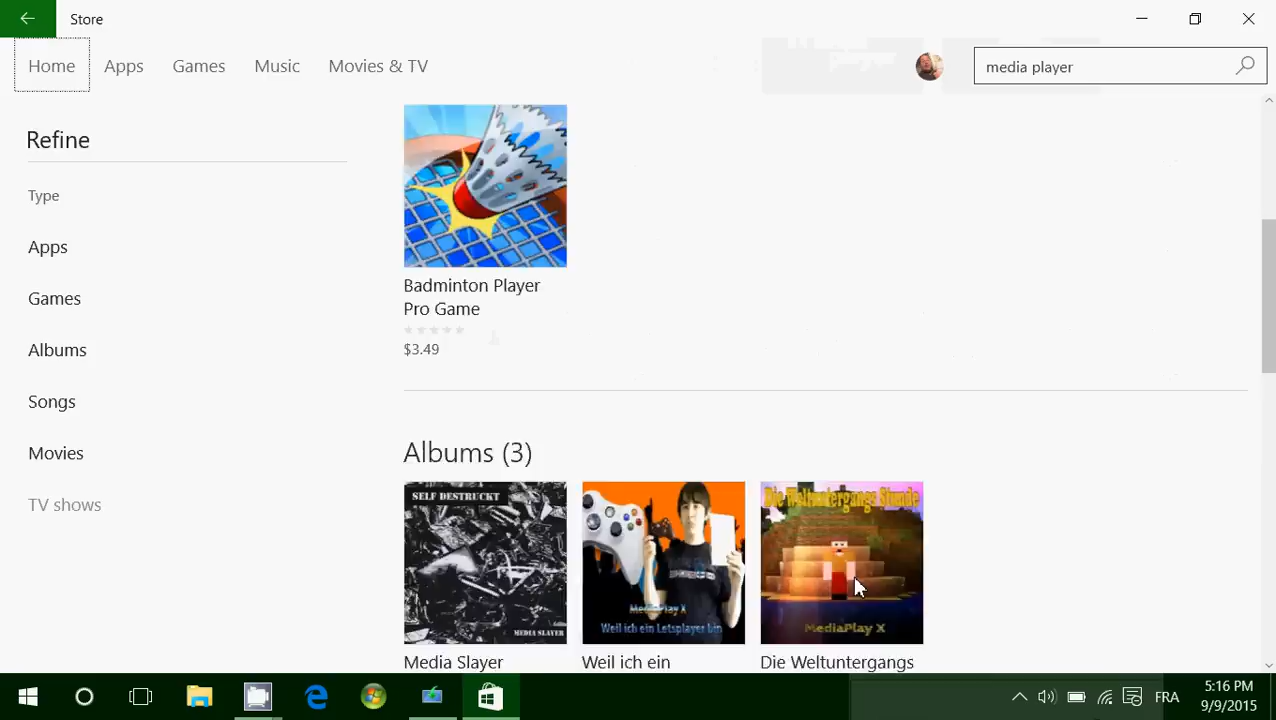 Store
Home Apps Games Music Movies & TV
media player
Refine
Type
Apps
Games
Albums
Songs
Movies
TV shows
Badminton Player
Pro Game
$3.49
Albums (3)
SELF DESTRUCKT
MEDIA SLAYER
MediaPlay X
Weil ich ein Letsplayer bin
Die Weltuntergangs Stunde
MediaPlay X
Media Slayer
Weil ich ein
Die Weltuntergangs
FRA
5:16 PM
9/9/2015